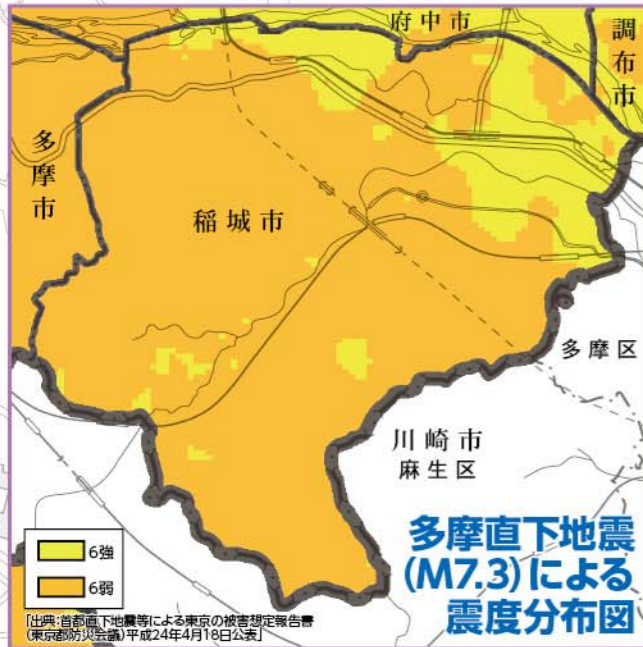 府中市
調布市
多摩市
稲城市
多摩区
川崎市
麻生区
6強
6弱
多摩直下地震
(M7.3)による
震度分布図
「出典:首都直下地震等による東京の被害想定報告書
(東京都防災会議)平成24年4月18日公表」